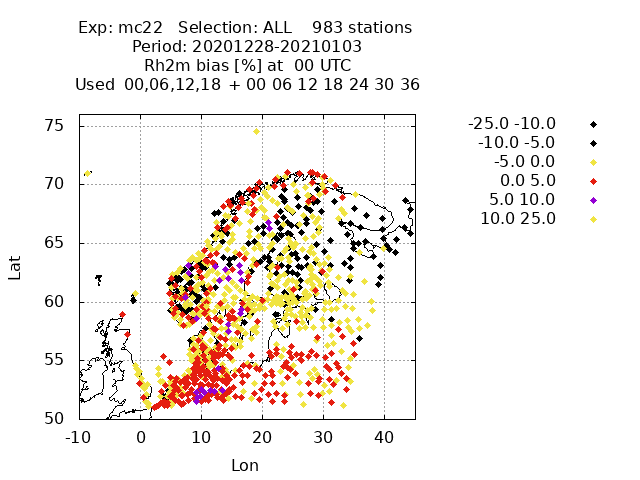 Exp: mc22 Selection: ALL 983 stations
Period: 20201228-20210103
Rh2m bias [%] at 00 UTC
Used 00,06,12,18 + 00 06 12 18 24 30 36
-25.0 -10.0
-10.0 -5.0
-5.0 0.0
0.0 5.0
5.0 10.0
10.0 25.0
75
70
65
60
55
50
Lat
-10 0 10 20 30 40
Lon